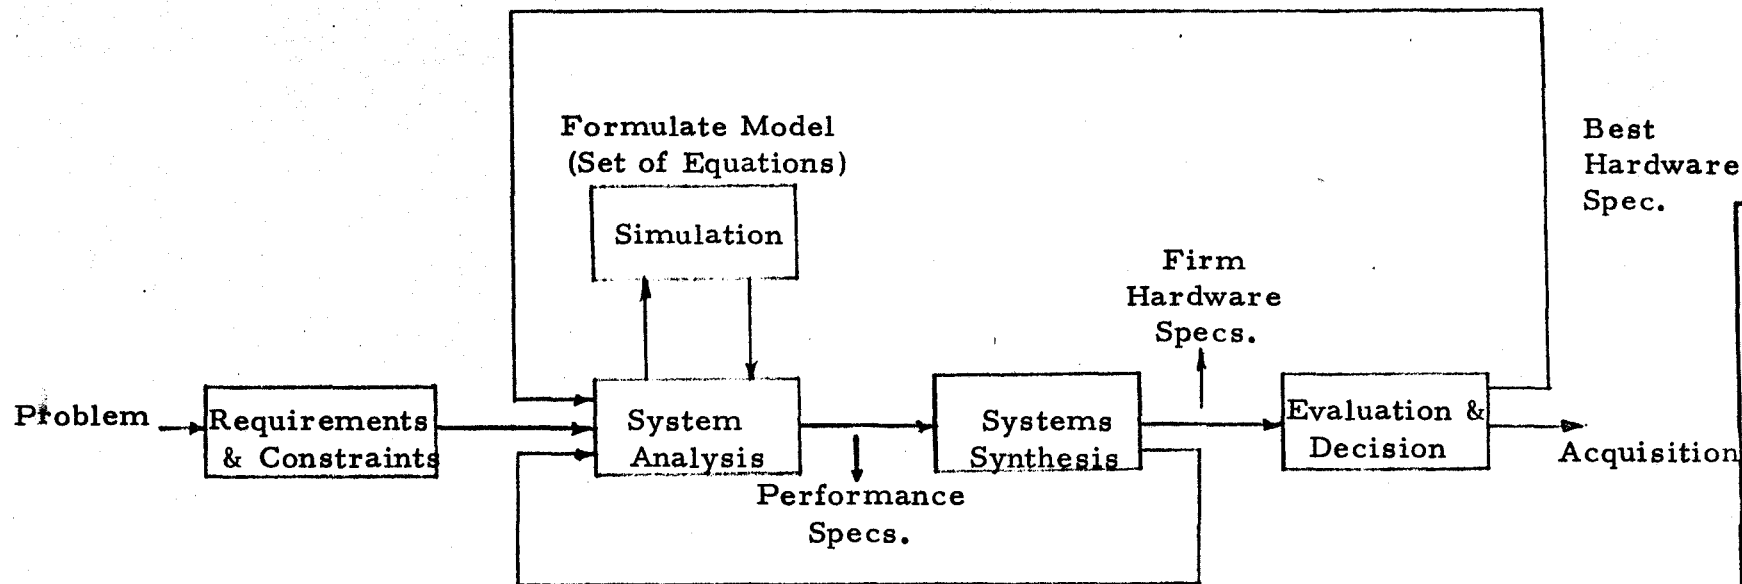 Formulate Model
(Set of Equations)
Simulation
Best
Hardware
Spec.
Firm
Hardware
Specs.
Problem
Requirements
& Constraints
System
Analysis
Performance
Specs.
Systems
Synthesis
Evaluation &
Decision
Acquisition